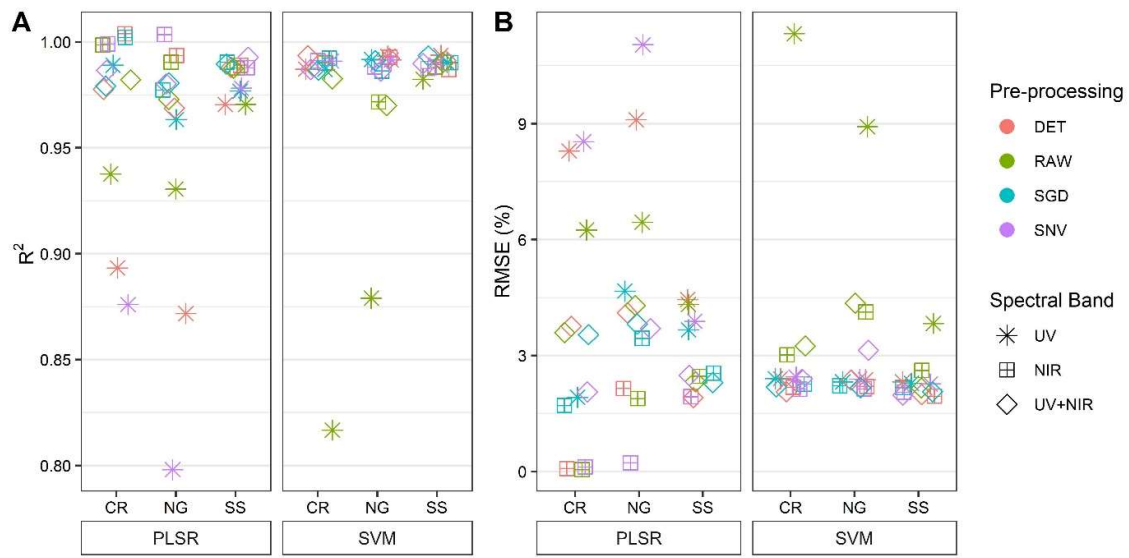 A
R²
1.00
0.95
0.90
0.85
0.80
CR NG SS
PLSR
CR NG SS
SVM
B
RMSE (%)
9
6
3
0
CR NG SS
PLSR
CR NG SS
SVM
Pre-processing
DET
RAW
SGD
SNV
Spectral Band
UV
NIR
UV+NIR